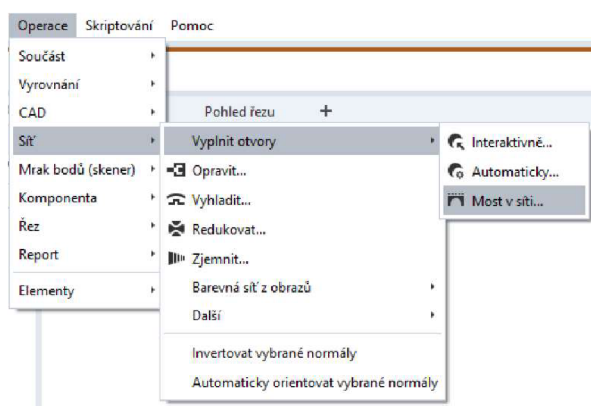 Operace Skriptování Pomoc
Součást
Vyrovnání
CAD
Pohled řezu +
Síť
Vyplnit otvory
Interaktivně...
Mrak bodů (skener)
Opravit...
Automaticky...
Komponenta
Vyhladit...
Most v síti...
Řez
Redukovat...
Report
Zjemnit...
Elementy
Barevná síť z obrazů
Další
Invertovat vybrané normály
Automaticky orientovat vybrané normály